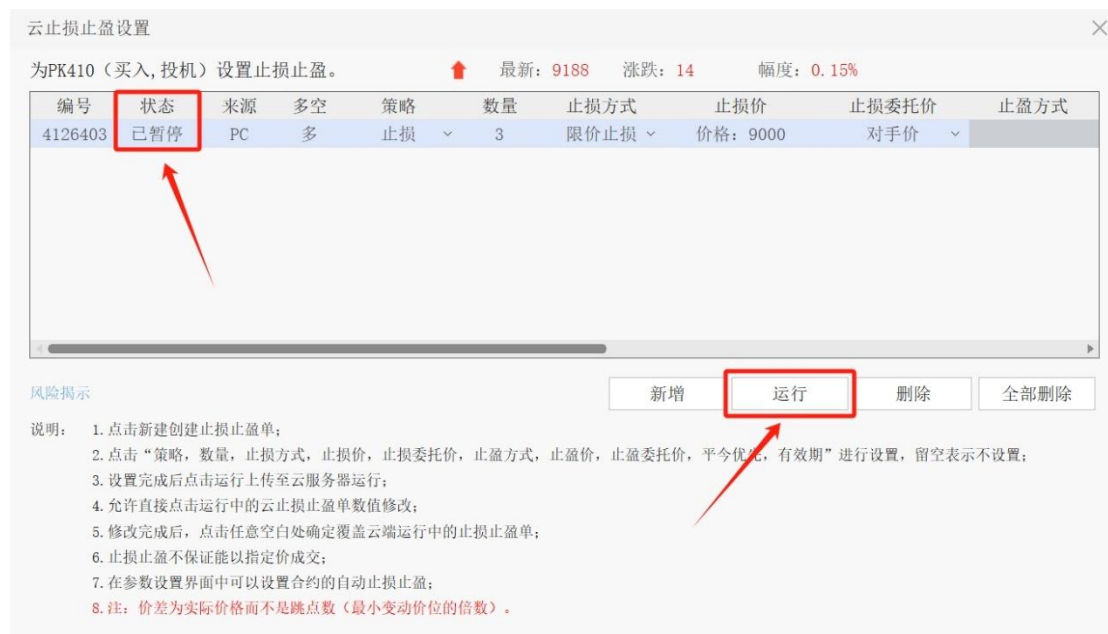 云止损止盈设置
为PK410（买入,投机）设置止损止盈。 最新：9188 涨跌：14 幅度：0.15%
编号 状态 来源 多空 策略 数量 止损方式 止损价 止损委托价 止盈方式
4126403 已暂停 PC 多 止损 3 限价止损 价格：9000 对手价
风险揭示 新增 运行 删除 全部删除
说明： 1.点击新建创建止损止盈单；
2.点击“策略，数量，止损方式，止损价，止损委托价，止盈方式，止盈价，止盈委托价，平今优先，有效期”进行设置，留空表示不设置；
3.设置完成后点击运行上传至云服务器运行；
4.允许直接点击运行中的云止损止盈单数值修改；
5.修改完成后，点击任意空白处确定覆盖云端运行中的止损止盈单；
6.止损止盈不保证能以指定价成交；
7.在参数设置界面中可以设置合约的自动止损止盈；
8.注：价差为实际价格而不是跳点数（最小变动价位的倍数）。